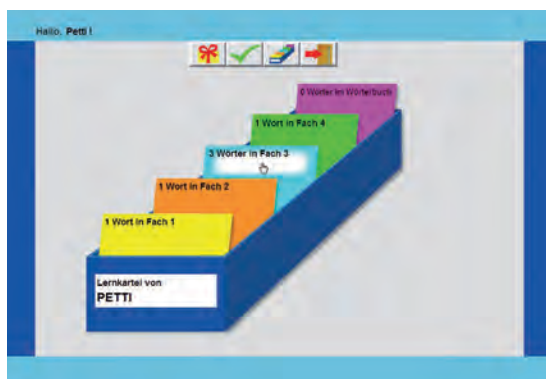 Hallo, Petti !
0 Wörter im Wörterbuch
1 Wort in Fach 4
3 Wörter in Fach 3
1 Wort in Fach 2
1 Wort in Fach 1
Lernkartei von
PETTI